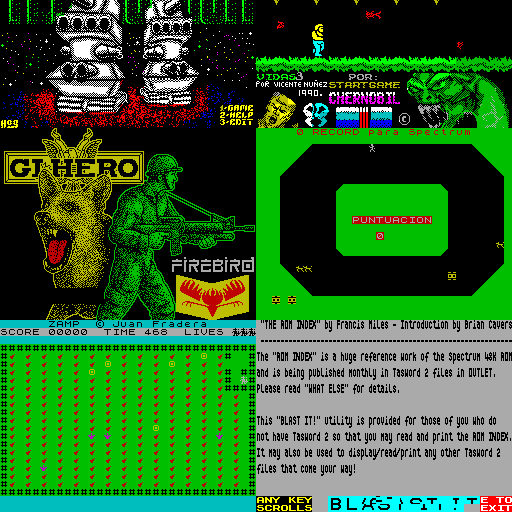 1-GAME
2-HELP
3-EDIT
VIDAS3
POR:
POR VICENTE NUÑEZ
STARTGAME
1990.
CHERNOBIL
©
GI HERO
FIREBIRD
RECORD Para Spectrum
PUNTUACION
0
ZAMP © Juan Fradera
SCORE 00000 TIME 468 LIVES
"THE ROM INDEX" by Francis Miles - Introduction by Brian Cavers
The "ROM INDEX" is a huge reference work of the Spectrum 48K ROM
and is being published Monthly in Tasword 2 files in OUTLET.
Please read "WHAT ELSE" for details.
This "BLAST IT!" utility is provided for those of you who do
not have Tasword 2 so that you may read and print the ROM INDEX.
It may also be used to display/read/print any other Tasword 2
files that come your way!
ANY KEY
SCROLLS
E TO
EXIT